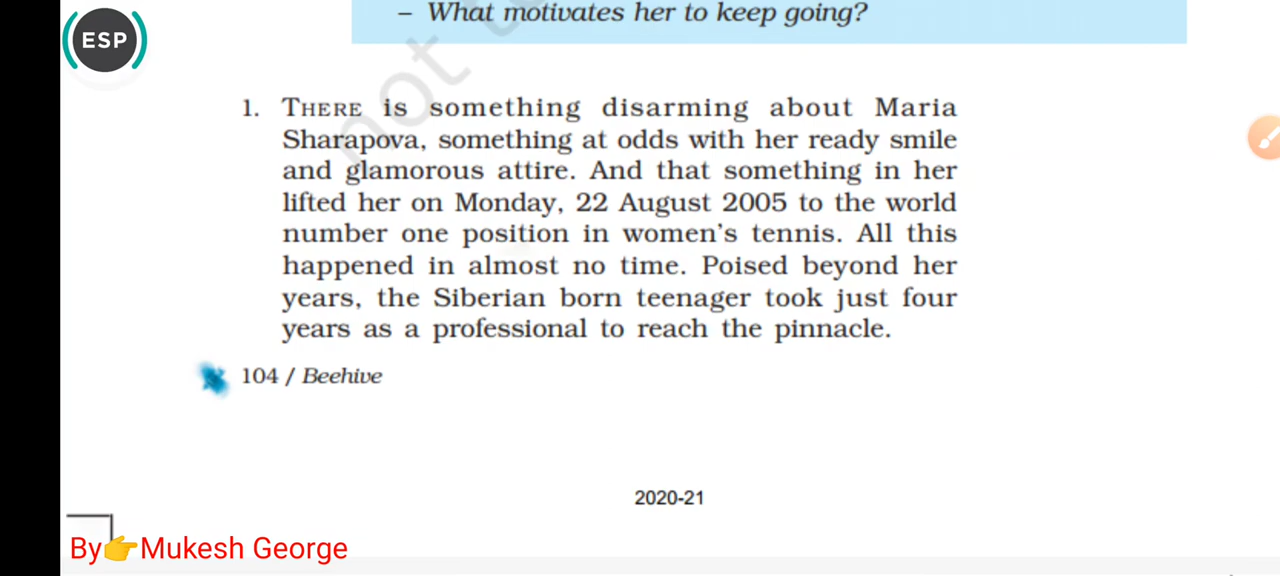 ESP
– What motivates her to keep going?
not to
1. THERE is something disarming about Maria
Sharapova, something at odds with her ready smile
and glamorous attire. And that something in her
lifted her on Monday, 22 August 2005 to the world
number one position in women's tennis. All this
happened in almost no time. Poised beyond her
years, the Siberian born teenager took just four
years as a professional to reach the pinnacle.
104 / Beehive
2020-21
By👉Mukesh George